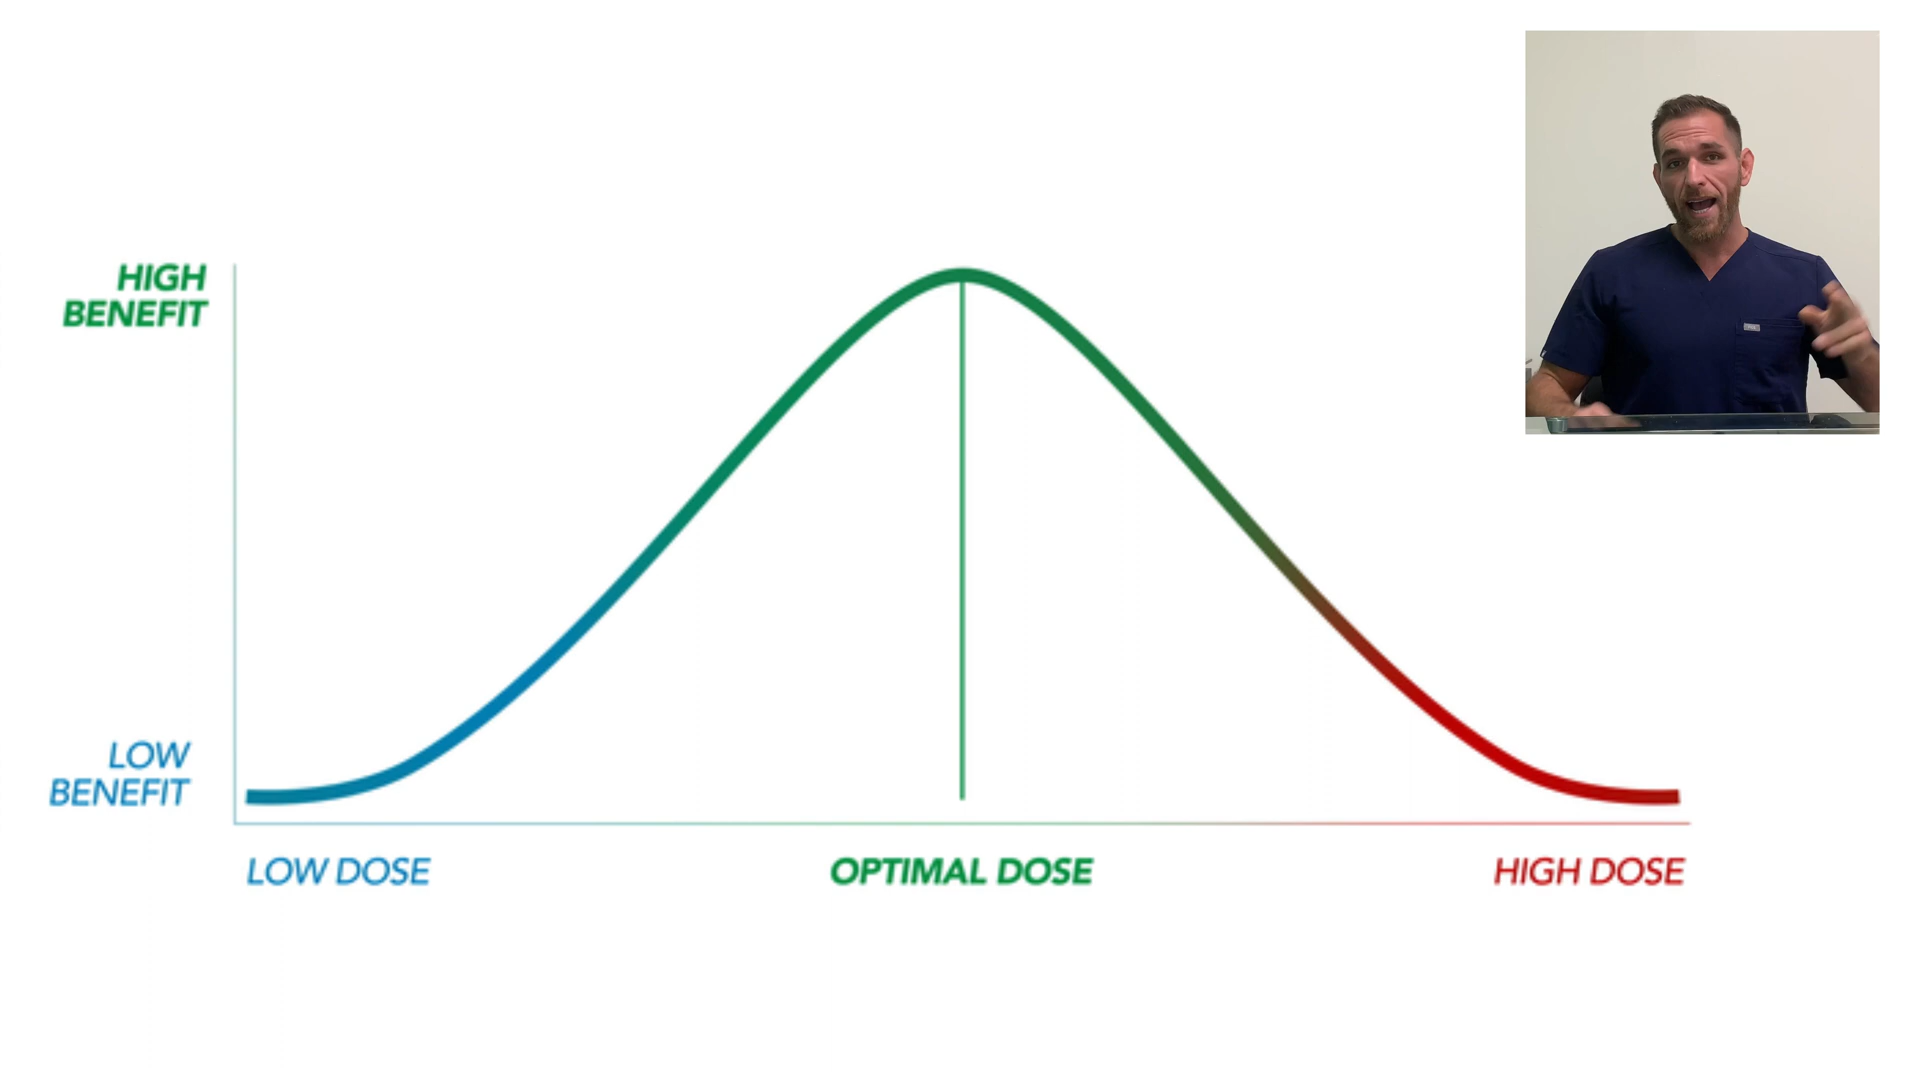 HIGH
BENEFIT
LOW
BENEFIT
LOW DOSE
OPTIMAL DOSE
HIGH DOSE